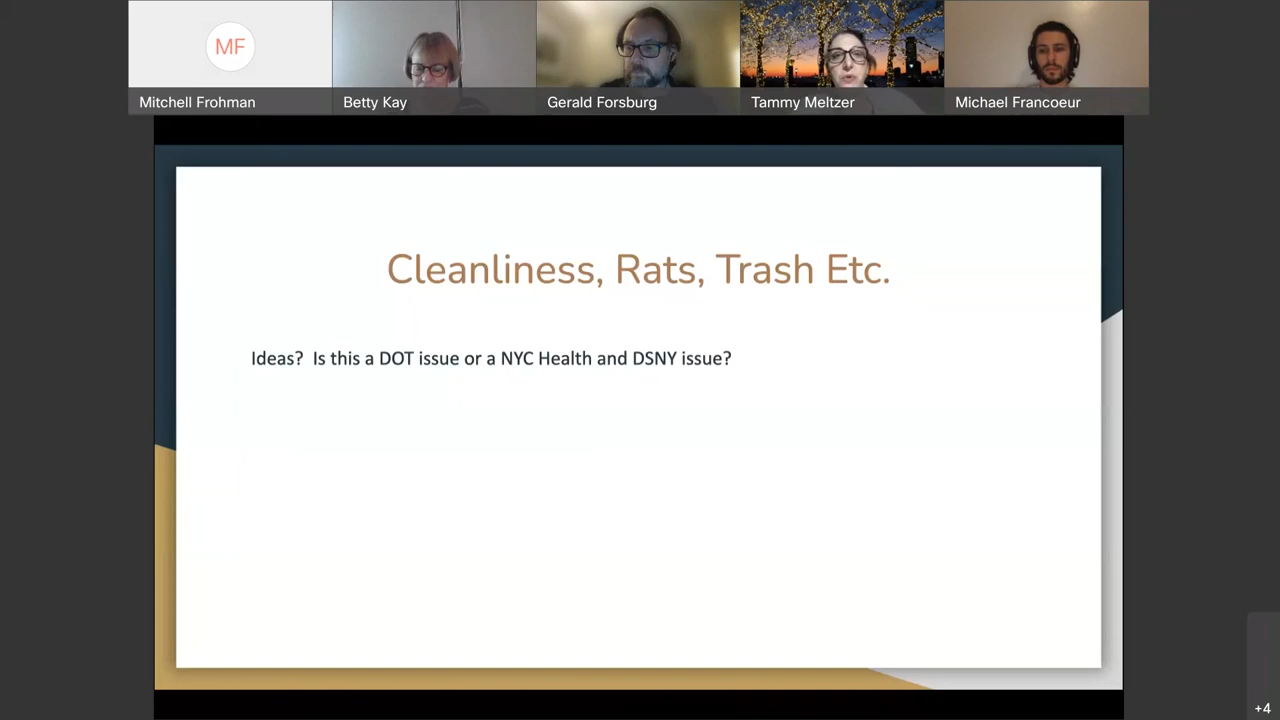 MF
Mitchell Frohman
Betty Kay
Gerald Forsburg
Tammy Meltzer
Michael Francoeur
Cleanliness, Rats, Trash Etc.
Ideas?  Is this a DOT issue or a NYC Health and DSNY issue?
+4